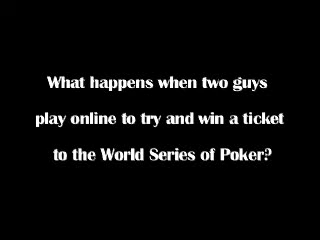 What happens when two guys
play online to try and win a ticket
to the World Series of Poker?